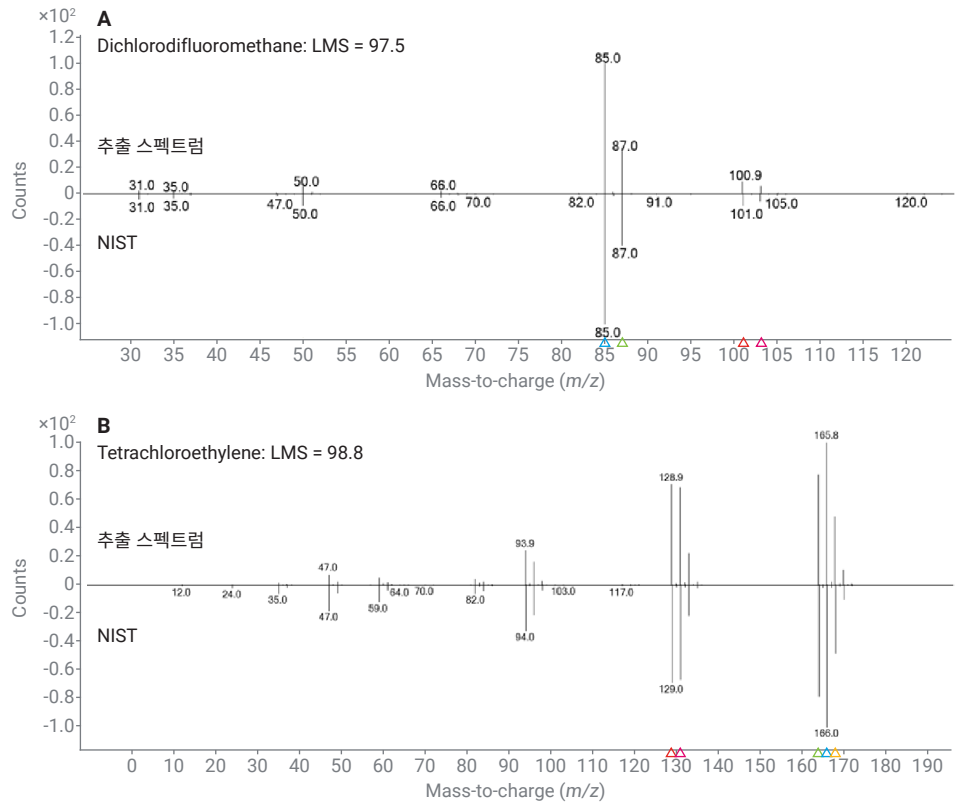 ×10²
A
Dichlorodifluoromethane: LMS = 97.5
1.2
1.0
0.8
0.6
0.4
0.2
0
-0.2
-0.4
-0.6
-0.8
-1.0
Counts
추출 스펙트럼
NIST
85.0
87.0
31.0 35.0 50.0 66.0 100.9
31.0 35.0 47.0 50.0 66.0 70.0 82.0 91.0 101.0 105.0 120.0
87.0
85.0
30 35 40 45 50 55 60 65 70 75 80 85 90 95 100 105 110 115 120
Mass-to-charge (m/z)
×10²
B
Tetrachloroethylene: LMS = 98.8
1.0
0.8
0.6
0.4
0.2
0
-0.2
-0.4
-0.6
-0.8
-1.0
Counts
추출 스펙트럼
NIST
165.8
128.9
93.9
47.0
12.0 24.0 35.0 47.0 59.0 64.0 70.0 82.0 94.0 103.0 117.0
129.0
166.0
0 10 20 30 40 50 60 70 80 90 100 110 120 130 140 150 160 170 180 190
Mass-to-charge (m/z)